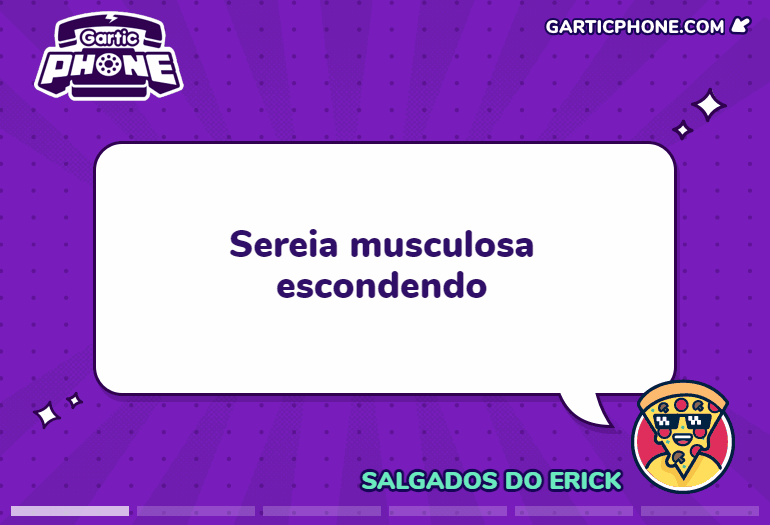 Gartic
PHONE
GARTICPHONE.COM
Sereia musculosa
escondendo
SALGADOS DO ERICK